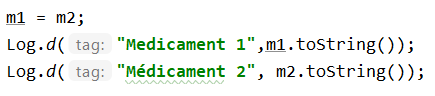 m1 = m2;
Log.d( tag: "Medicament 1",m1.toString());
Log.d( tag: "Médicament 2", m2.toString());